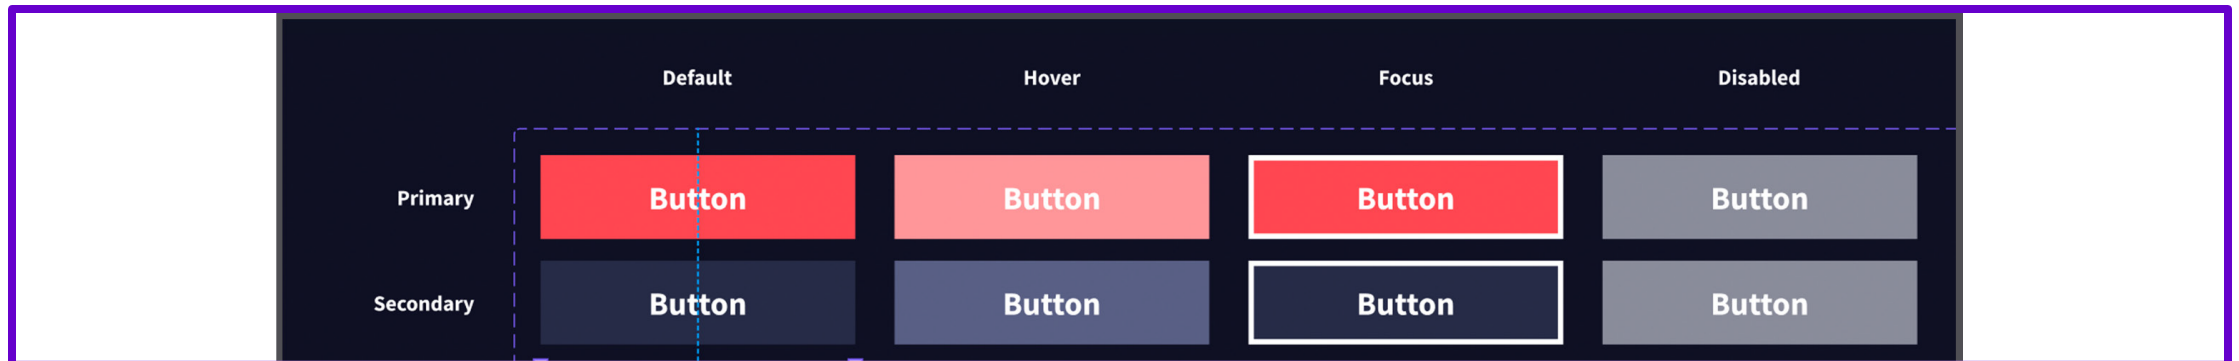 Default Hover Focus Disabled
Primary Button Button Button Button
Secondary Button Button Button Button